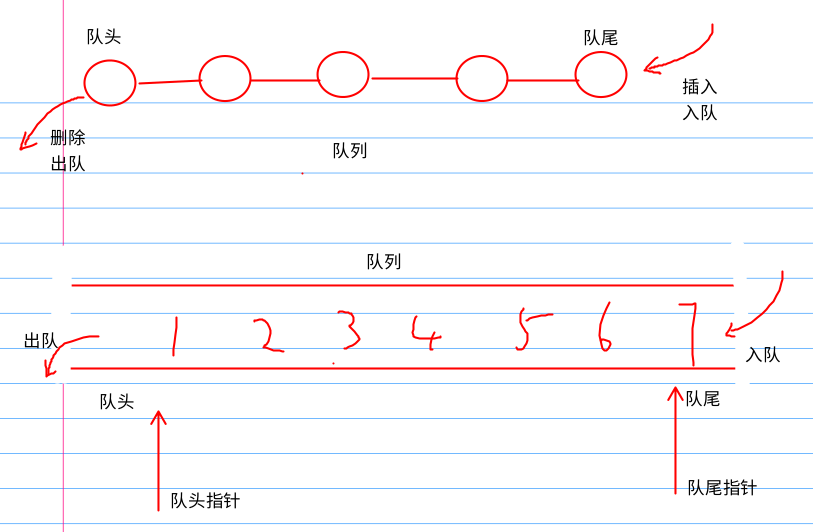 队头
队尾
插入
入队
删除
出队
队列
队列
1 2 3 4 5 6 7
出队
入队
队头
队尾
队头指针
队尾指针